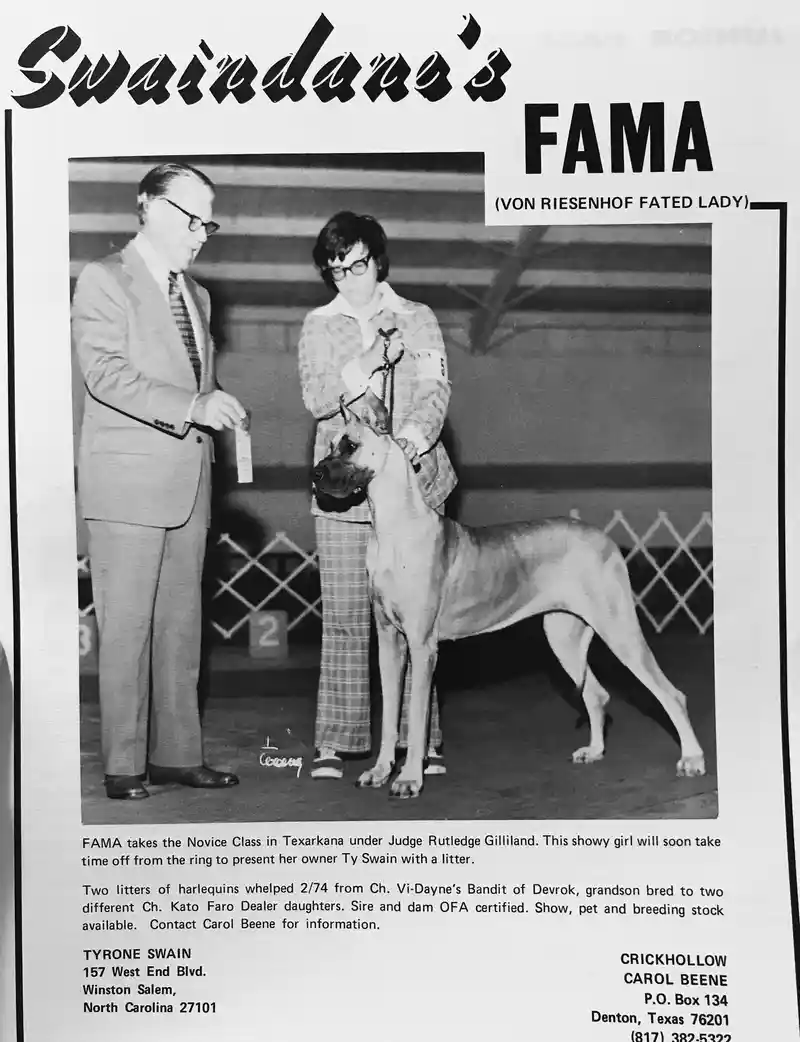 Swaindane's
FAMA
(VON RIESENHOF FATED LADY)
3
2
FAMA takes the Novice Class in Texarkana under Judge Rutledge Gilliland. This showy girl will soon take
time off from the ring to present her owner Ty Swain with a litter.
Two litters of harlequins whelped 2/74 from Ch. Vi-Dayne's Bandit of Devrok, grandson bred to two
different Ch. Kato Faro Dealer daughters. Sire and dam OFA certified. Show, pet and breeding stock
available. Contact Carol Beene for information.
TYRONE SWAIN
157 West End Blvd.
Winston Salem,
North Carolina 27101
CRICKHOLLOW
CAROL BEENE
P.O. Box 134
Denton, Texas 76201
(817) 382-5322